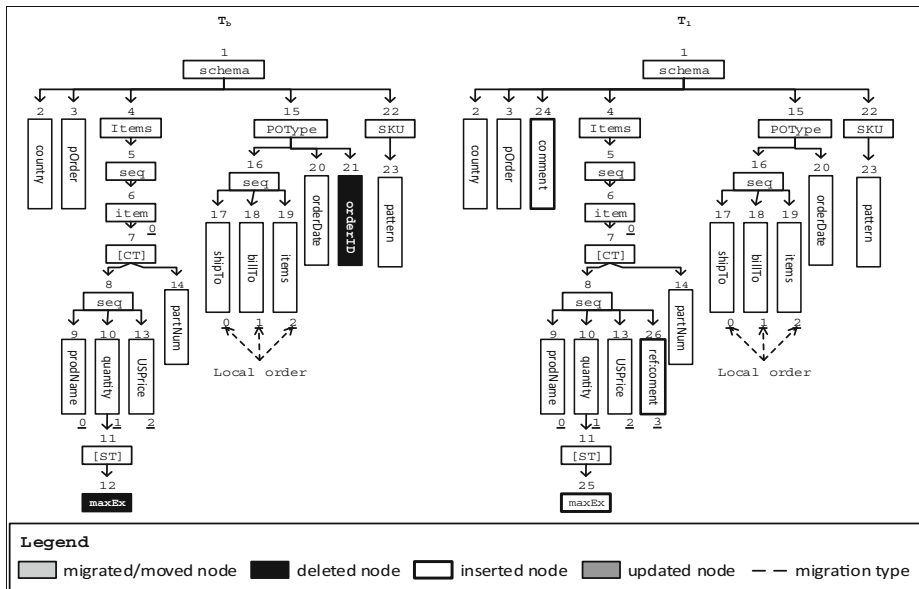 T_b
1
schema
2 3 4 15 22
country
pOrder
Items
POType
SKU
5
seq
16 20 21 23
seq
orderDate
orderID
pattern
6
item
0
17 18 19
shipTo
billTo
items
7
[CT]
8 14
seq
partNum
0 1 2
Local order
9 10 13
prodName
quantity
USPrice
0 1 2
11
[ST]
12
maxEx
T_1
1
schema
2 3 24 4 15 22
country
pOrder
comment
Items
POType
SKU
5
seq
16 20 23
seq
orderDate
pattern
6
item
0
17 18 19
shipTo
billTo
items
7
[CT]
8 14
seq
partNum
0 1 2
Local order
9 10 13 26
prodName
quantity
USPrice
ref:coment
0 1 2 3
11
[ST]
25
maxEx
Legend
migrated/moved node deleted node inserted node updated node migration type